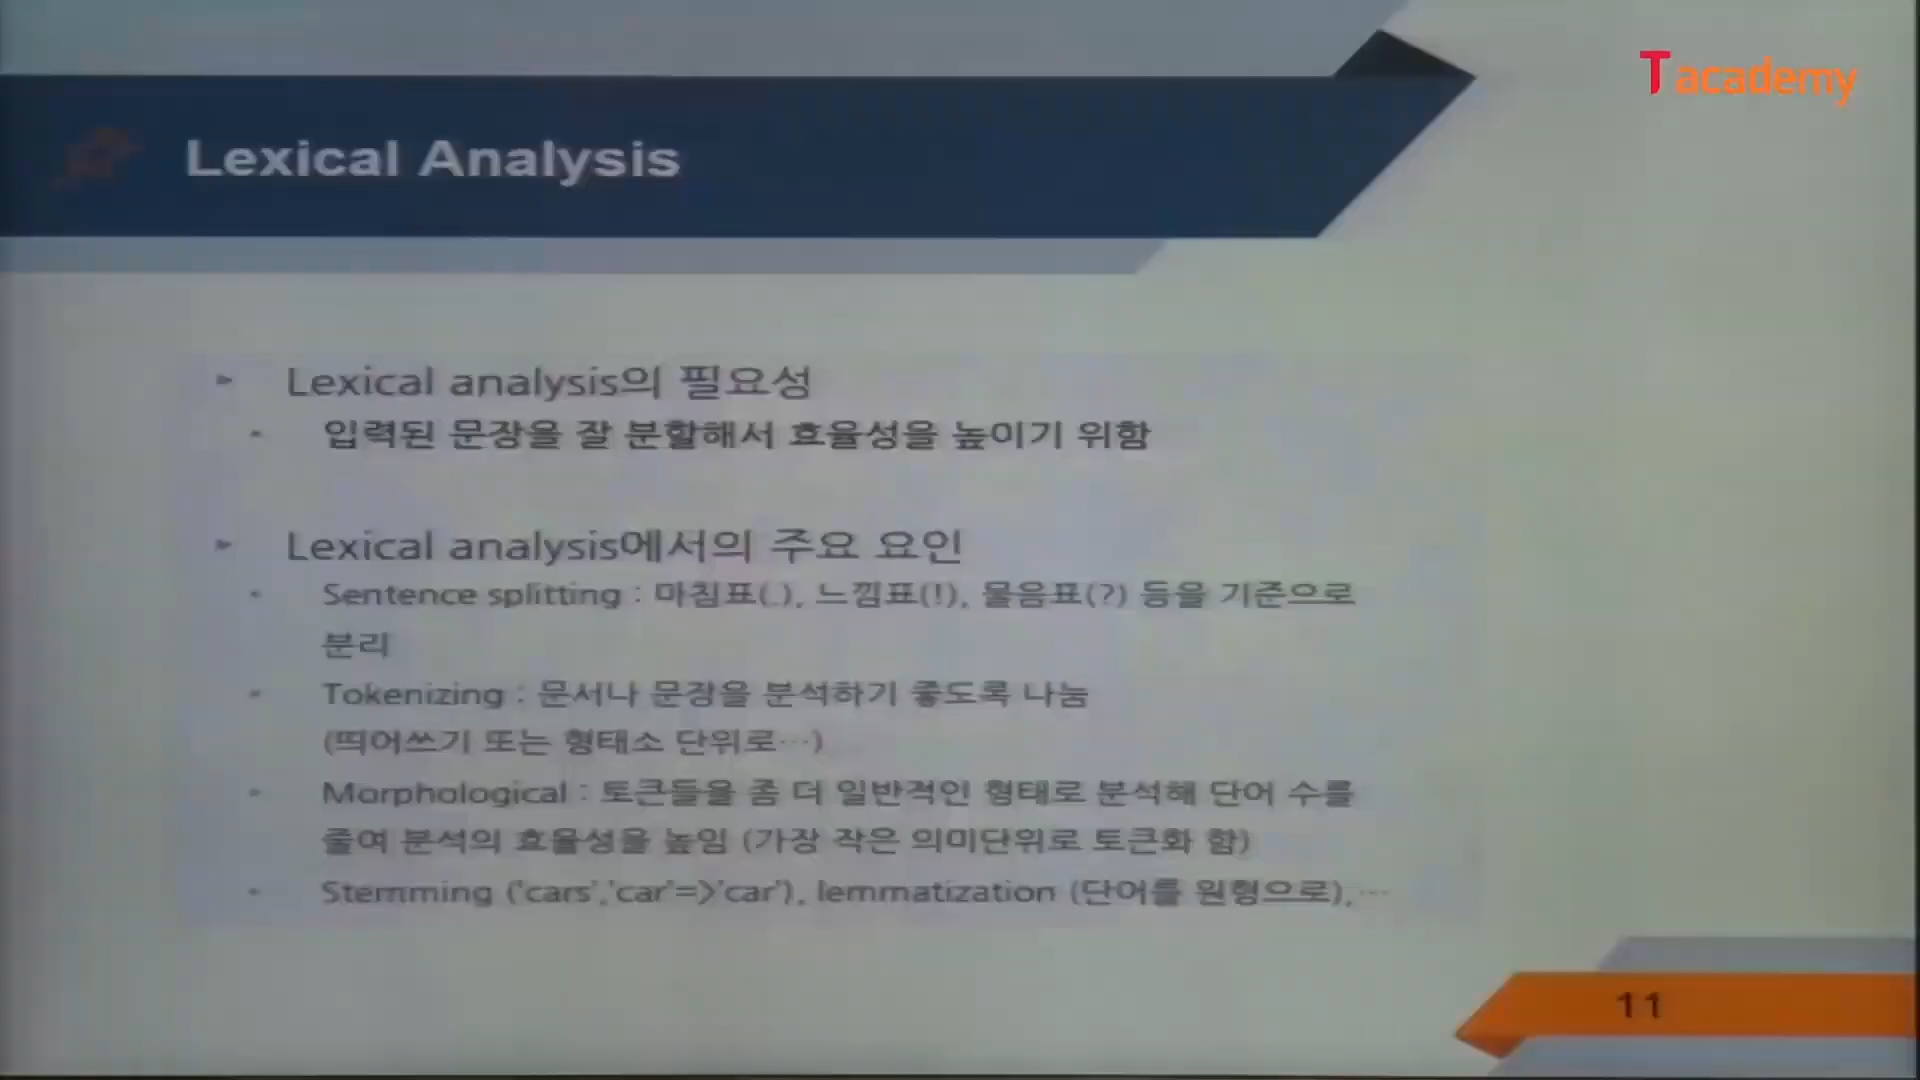 Tacademy
Lexical Analysis
Lexical analysis의 필요성
입력된 문장을 잘 분할해서 효율성을 높이기 위함
Lexical analysis에서의 주요 요인
Sentence splitting : 마침표(.), 느낌표(!), 물음표(?) 등을 기준으로
분리
Tokenizing : 문서나 문장을 분석하기 좋도록 나눔
(띄어쓰기 또는 형태소 단위로…)
Morphological : 토큰들을 좀 더 일반적인 형태로 분석해 단어 수를
줄여 분석의 효율성을 높임 (가장 작은 의미단위로 토큰화 함)
Stemming ('cars','car'=>'car'), lemmatization (단어를 원형으로),…
11